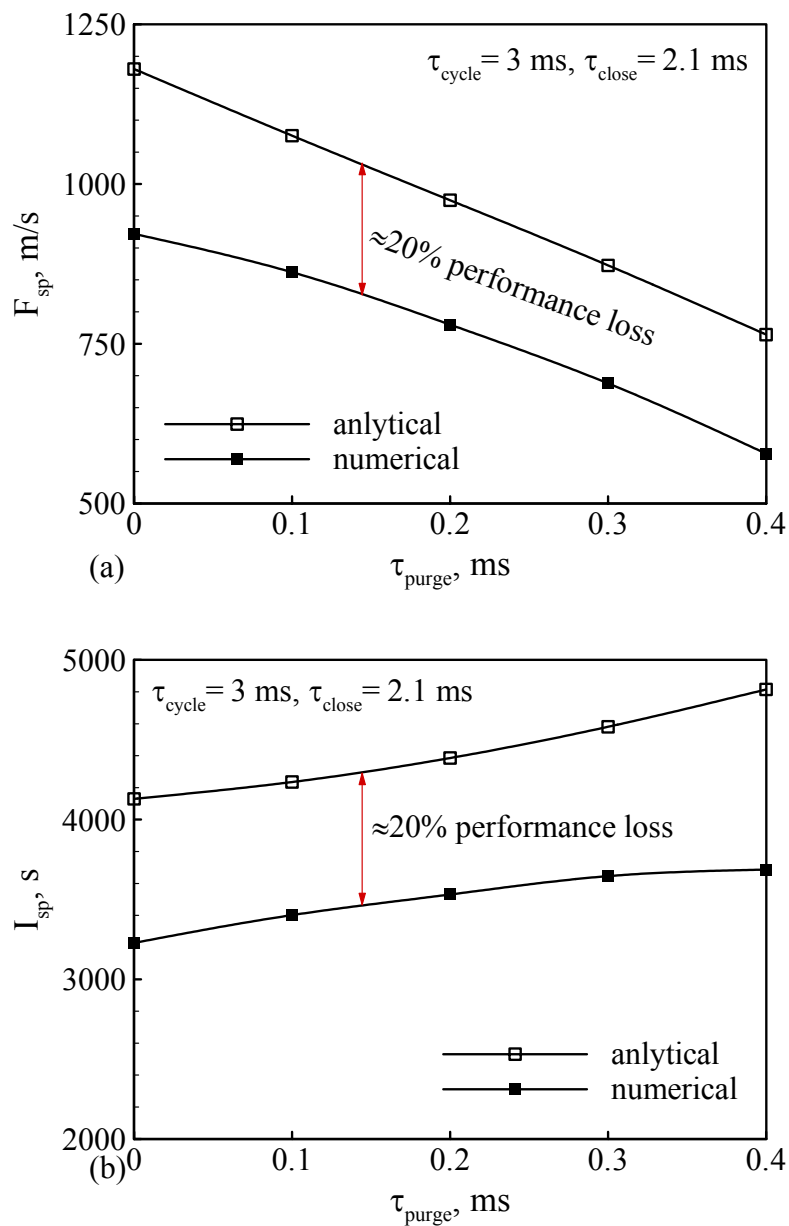 1250
τcycle= 3 ms, τclose= 2.1 ms
1000
Fsp, m/s
≈20% performance loss
750
anlytical
numerical
500
0 0.1 0.2 0.3 0.4
(a)
τpurge, ms
5000
τcycle= 3 ms, τclose= 2.1 ms
4000
≈20% performance loss
Isp, s
3000
anlytical
numerical
2000
0 0.1 0.2 0.3 0.4
(b)
τpurge, ms